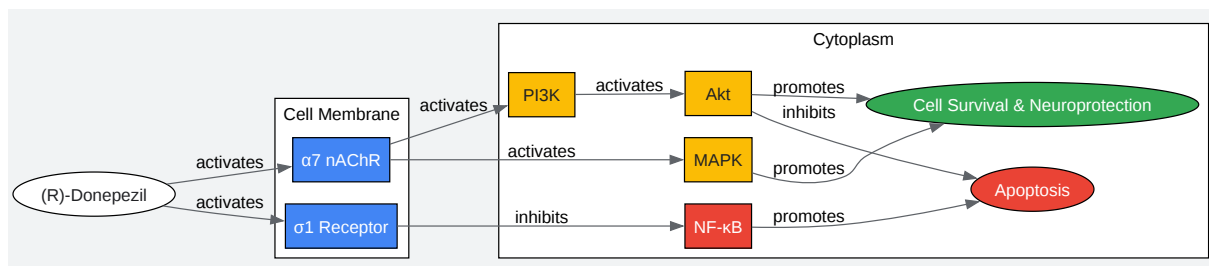 Cytoplasm
PI3K
activates
Akt
promotes
Cell Survival & Neuroprotection
activates
inhibits
Cell Membrane
α7 nAChR
activates
MAPK
activates
promotes
(R)-Donepezil
Apoptosis
activates
σ1 Receptor
inhibits
NF-κB
promotes